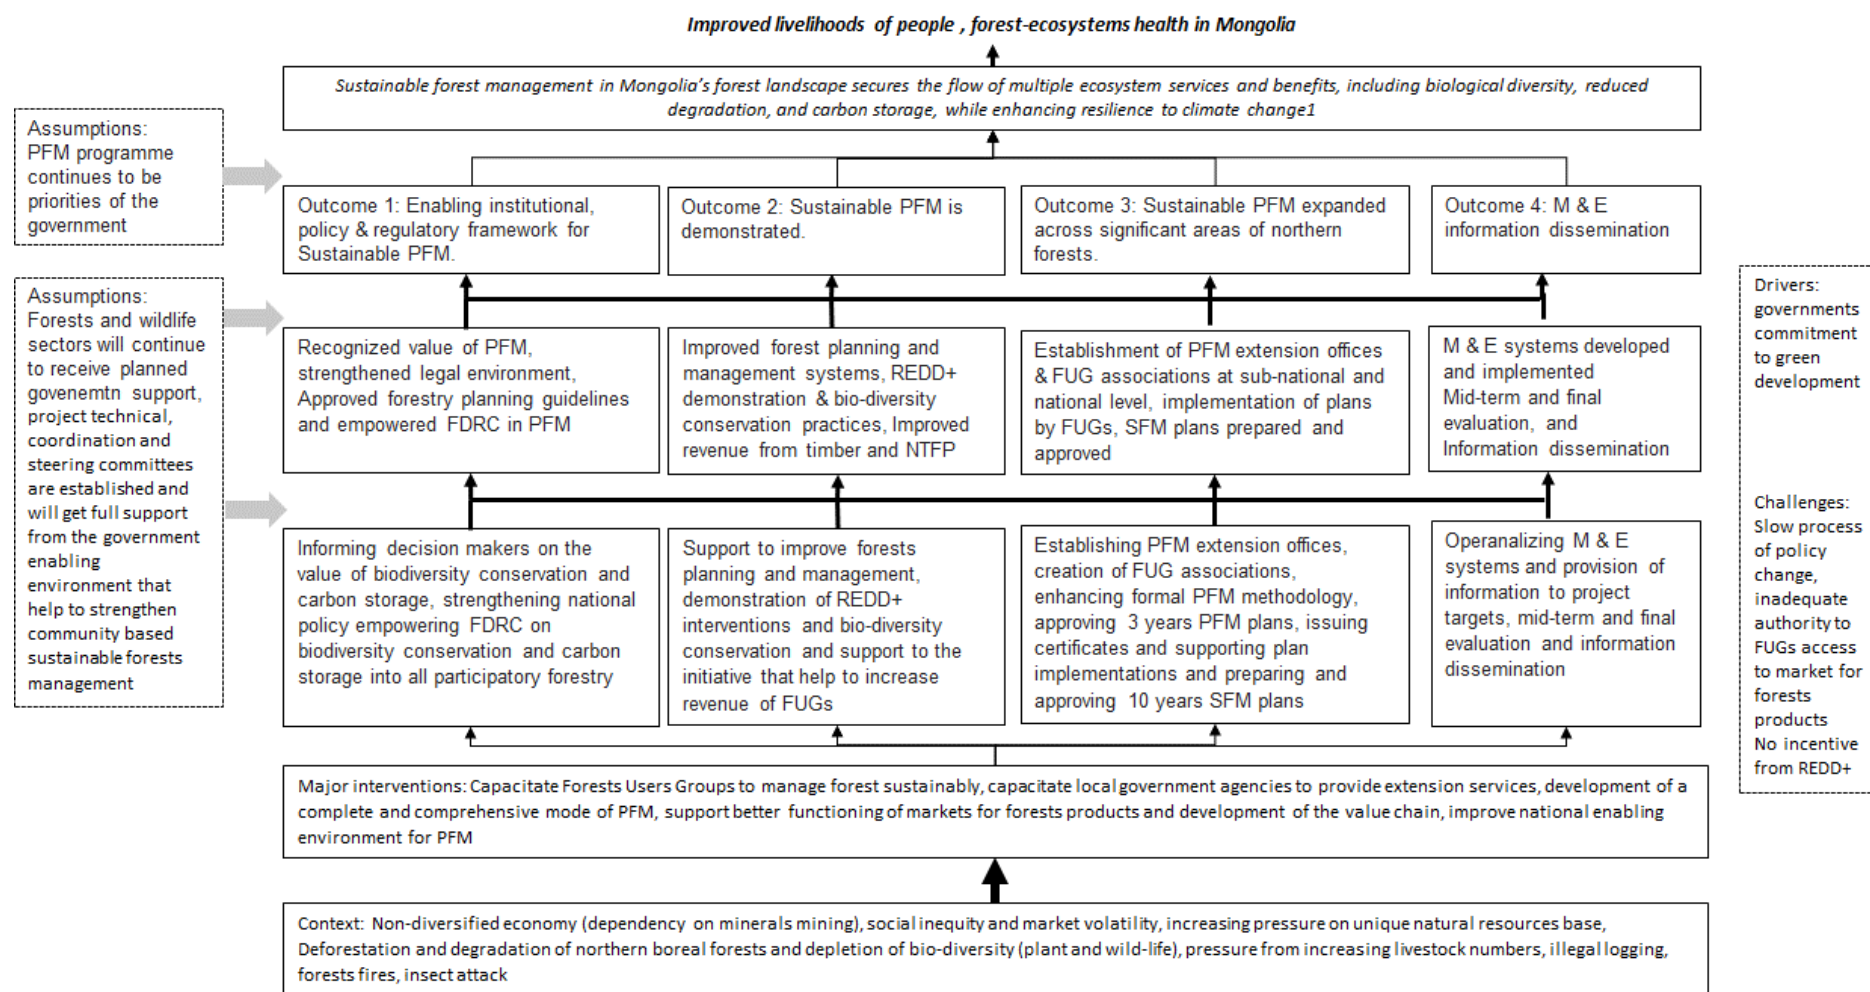 Improved livelihoods of people , forest-ecosystems health in Mongolia
Sustainable forest management in Mongolia's forest landscape secures the flow of multiple ecosystem services and benefits, including biological diversity, reduced
degradation, and carbon storage, while enhancing resilience to climate change1
Assumptions:
PFM programme
continues to be
priorities of the
government
Outcome 1: Enabling institutional,
policy & regulatory framework for
Sustainable PFM.
Outcome 2: Sustainable PFM is
demonstrated.
Outcome 3: Sustainable PFM expanded
across significant areas of northern
forests.
Outcome 4: M & E
information dissemination
Assumptions:
Forests and wildlife
sectors will continue
to receive planned
govenemtn support,
project technical,
coordination and
steering committees
are established and
will get full support
from the government
enabling
environment that
help to strengthen
community based
sustainable forests
management
Recognized value of PFM,
strengthened legal environment,
Approved forestry planning guidelines
and empowered FDRC in PFM
Improved forest planning and
management systems, REDD+
demonstration & bio-diversity
conservation practices, Improved
revenue from timber and NTFP
Establishment of PFM extension offices
& FUG associations at sub-national and
national level, implementation of plans
by FUGs, SFM plans prepared and
approved
M & E systems developed
and implemented
Mid-term and final
evaluation, and
Information dissemination
Drivers:
governments
commitment
to green
development
Challenges:
Slow process
of policy
change,
inadequate
authority to
FUGs access
to market for
forests
products
No incentive
from REDD+
Informing decision makers on the
value of biodiversity conservation and
carbon storage, strengthening national
policy empowering FDRC on
biodiversity conservation and carbon
storage into all participatory forestry
Support to improve forests
planning and management,
demonstration of REDD+
interventions and bio-diversity
conservation and support to the
initiative that help to increase
revenue of FUGs
Establishing PFM extension offices,
creation of FUG associations,
enhancing formal PFM methodology,
approving 3 years PFM plans, issuing
certificates and supporting plan
implementations and preparing and
approving 10 years SFM plans
Operanalizing M & E
systems and provision of
information to project
targets, mid-term and final
evaluation and information
dissemination
Major interventions: Capacitate Forests Users Groups to manage forest sustainably, capacitate local government agencies to provide extension services, development of a
complete and comprehensive mode of PFM, support better functioning of markets for forests products and development of the value chain, improve national enabling
environment for PFM
Context: Non-diversified economy (dependency on minerals mining), social inequity and market volatility, increasing pressure on unique natural resources base,
Deforestation and degradation of northern boreal forests and depletion of bio-diversity (plant and wild-life), pressure from increasing livestock numbers, illegal logging,
forests fires, insect attack